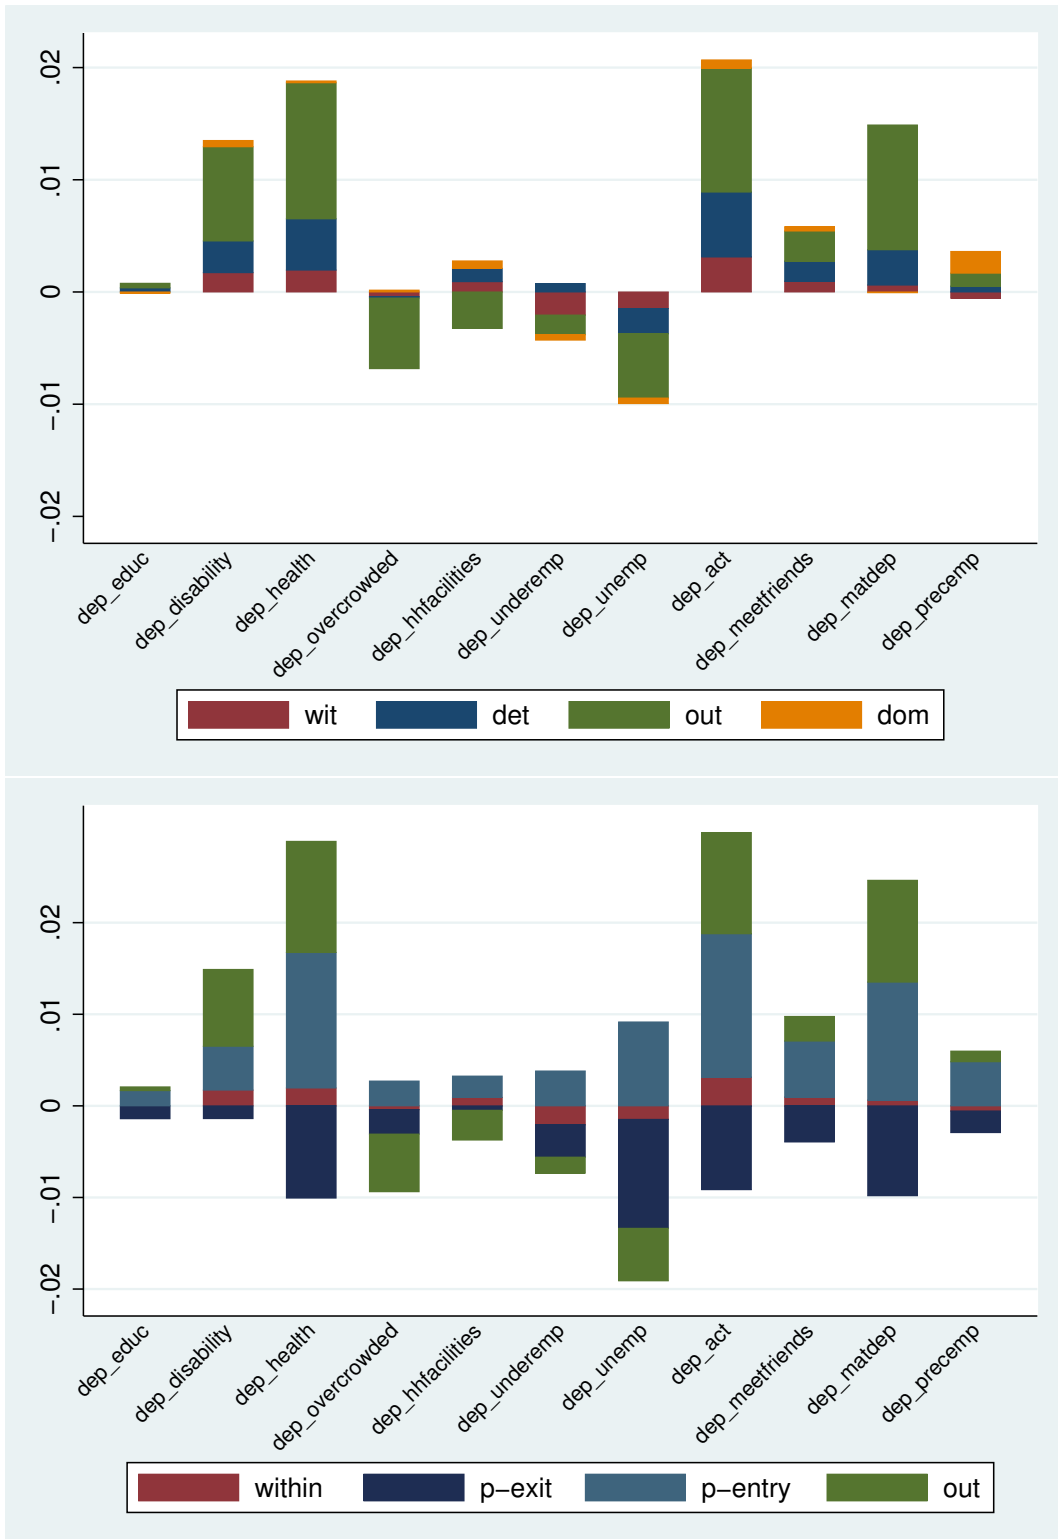 .02
.01
0
-.01
-.02
dep_educ
dep_disability
dep_health
dep_overcrowded
dep_hhfacilities
dep_underemp
dep_unemp
dep_act
dep_meetfriends
dep_matdep
dep_precemp
wit det out dom
.02
.01
0
-.01
-.02
dep_educ
dep_disability
dep_health
dep_overcrowded
dep_hhfacilities
dep_underemp
dep_unemp
dep_act
dep_meetfriends
dep_matdep
dep_precemp
within p-exit p-entry out